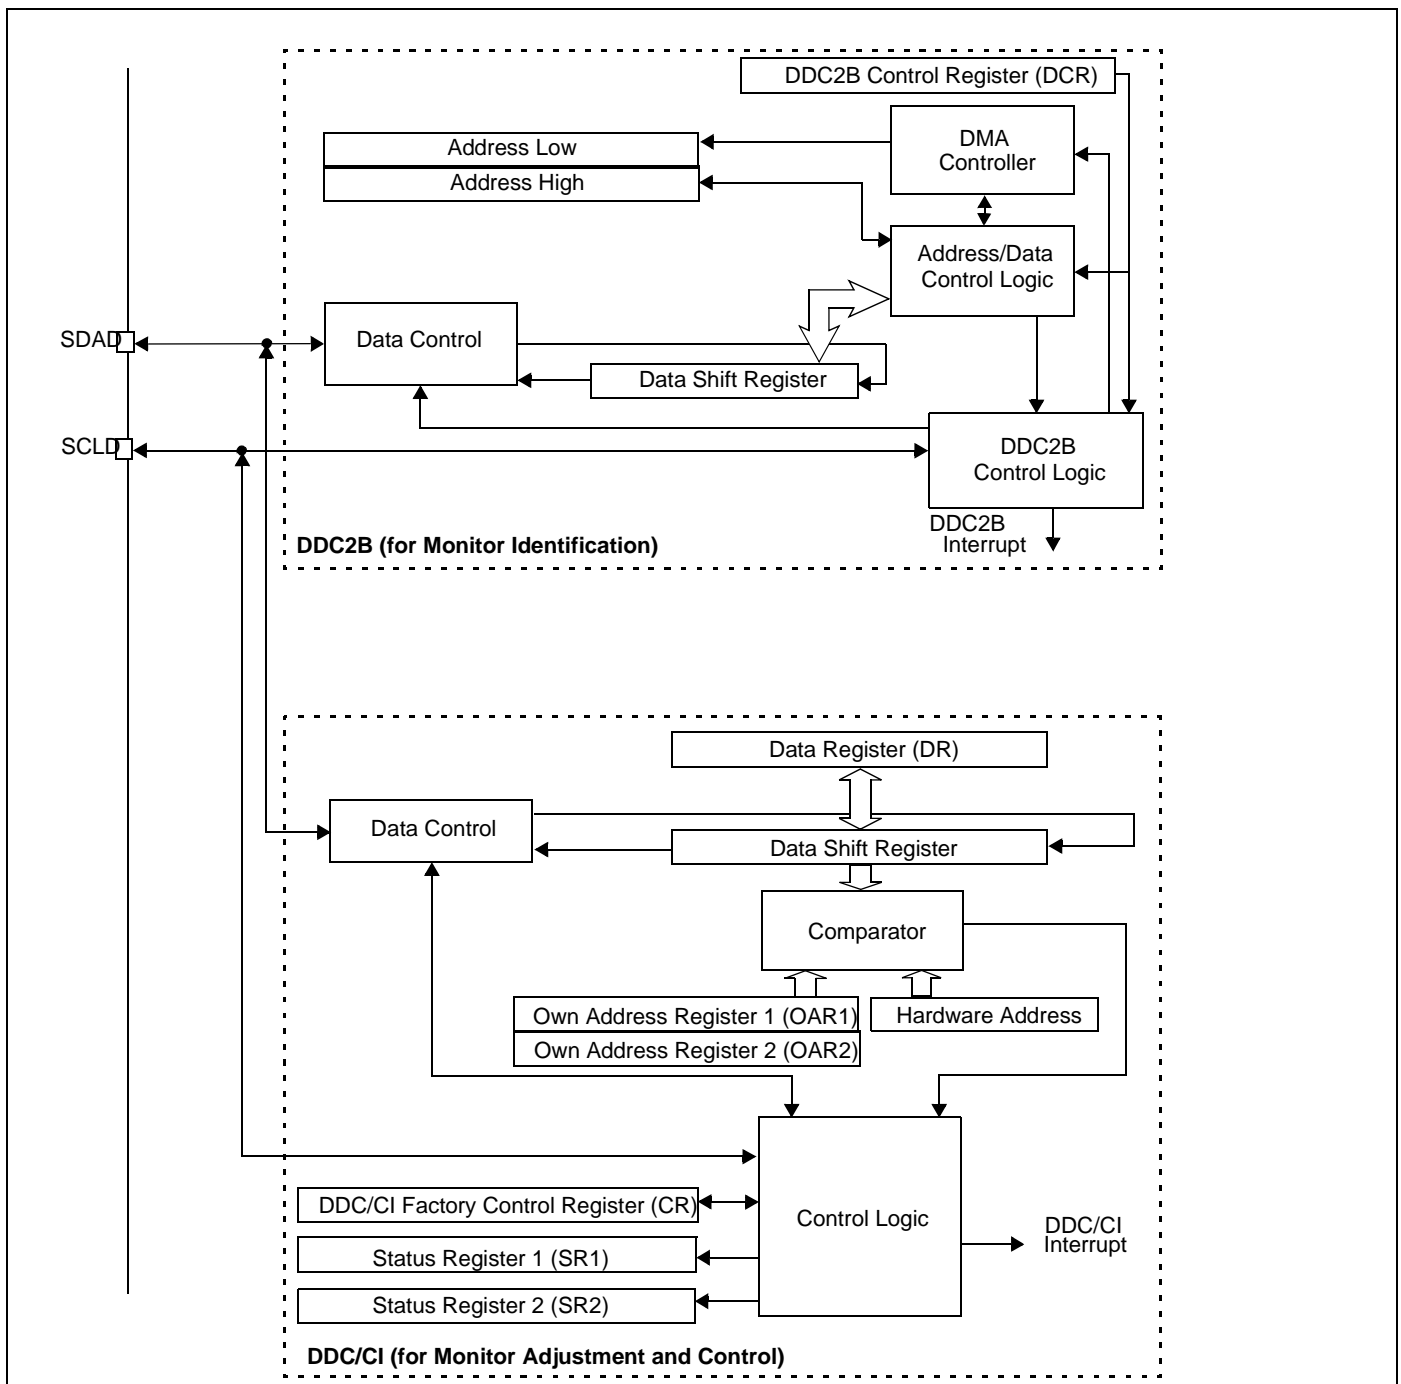 DDC2B Control Register (DCR)
DMA
Controller
Address Low
Address High
Address/Data
Control Logic
SDAD
Data Control
Data Shift Register
SCLD
DDC2B
Control Logic
DDC2B
Interrupt
DDC2B (for Monitor Identification)
Data Register (DR)
Data Control
Data Shift Register
Comparator
Own Address Register 1 (OAR1)
Hardware Address
Own Address Register 2 (OAR2)
DDC/CI Factory Control Register (CR)
Control Logic
DDC/CI
Interrupt
Status Register 1 (SR1)
Status Register 2 (SR2)
DDC/CI (for Monitor Adjustment and Control)